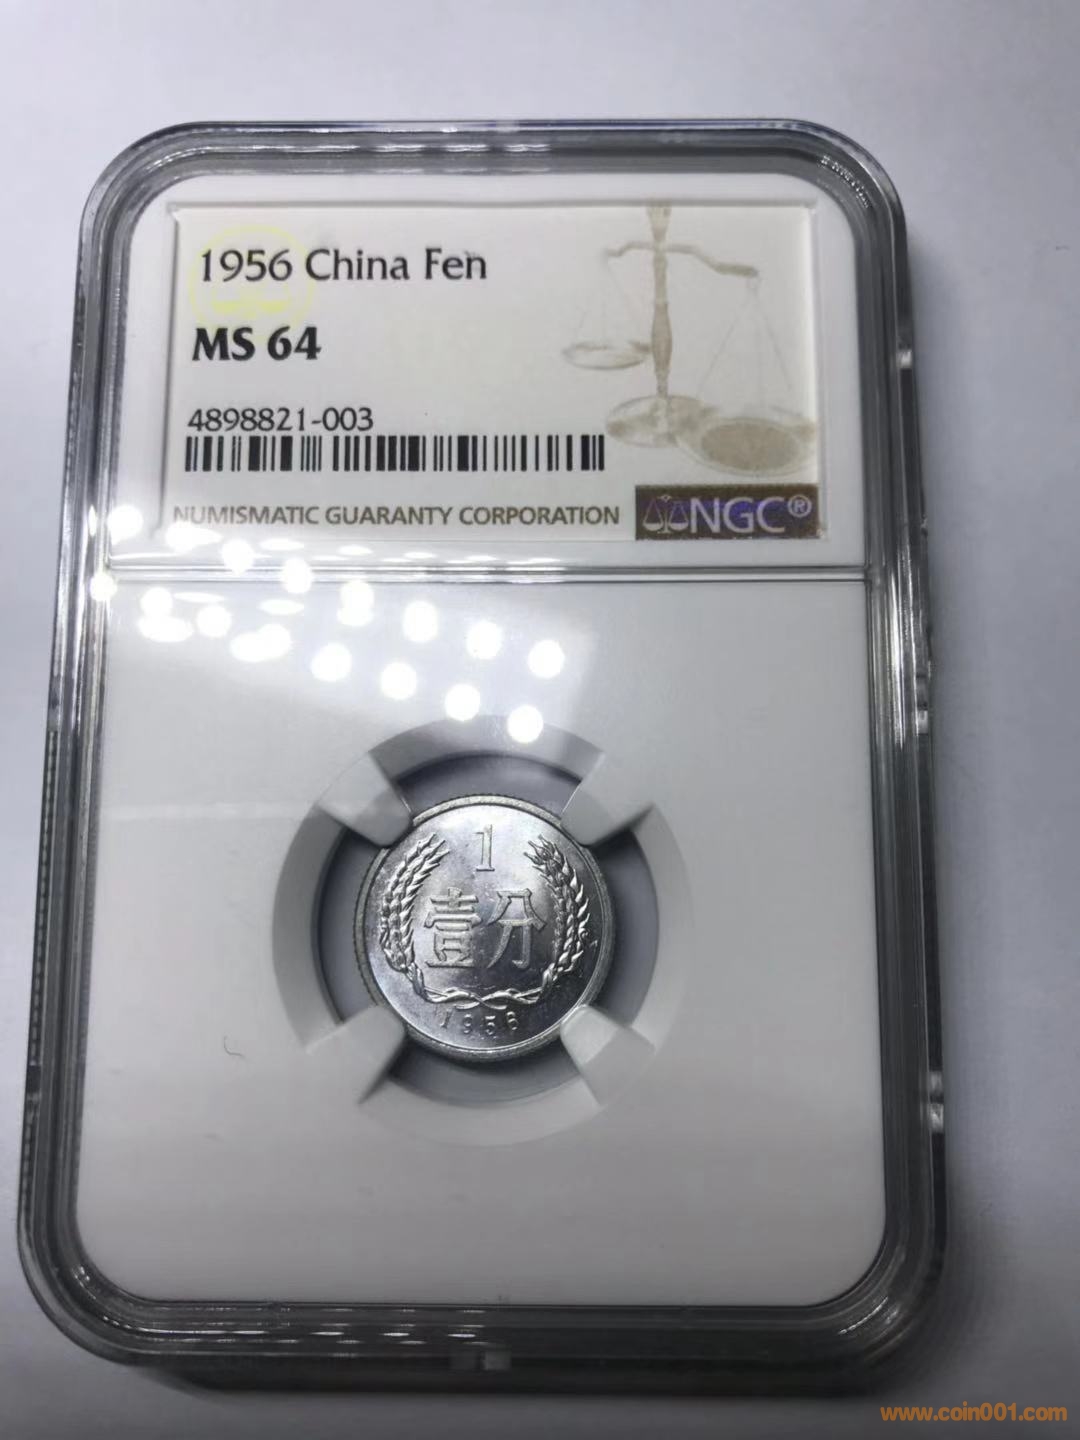 1956 China Fen
MS 64
4898821-003
NUMISMATIC GUARANTY CORPORATION
NGC®
1
壹分
1956
www.coin001.com